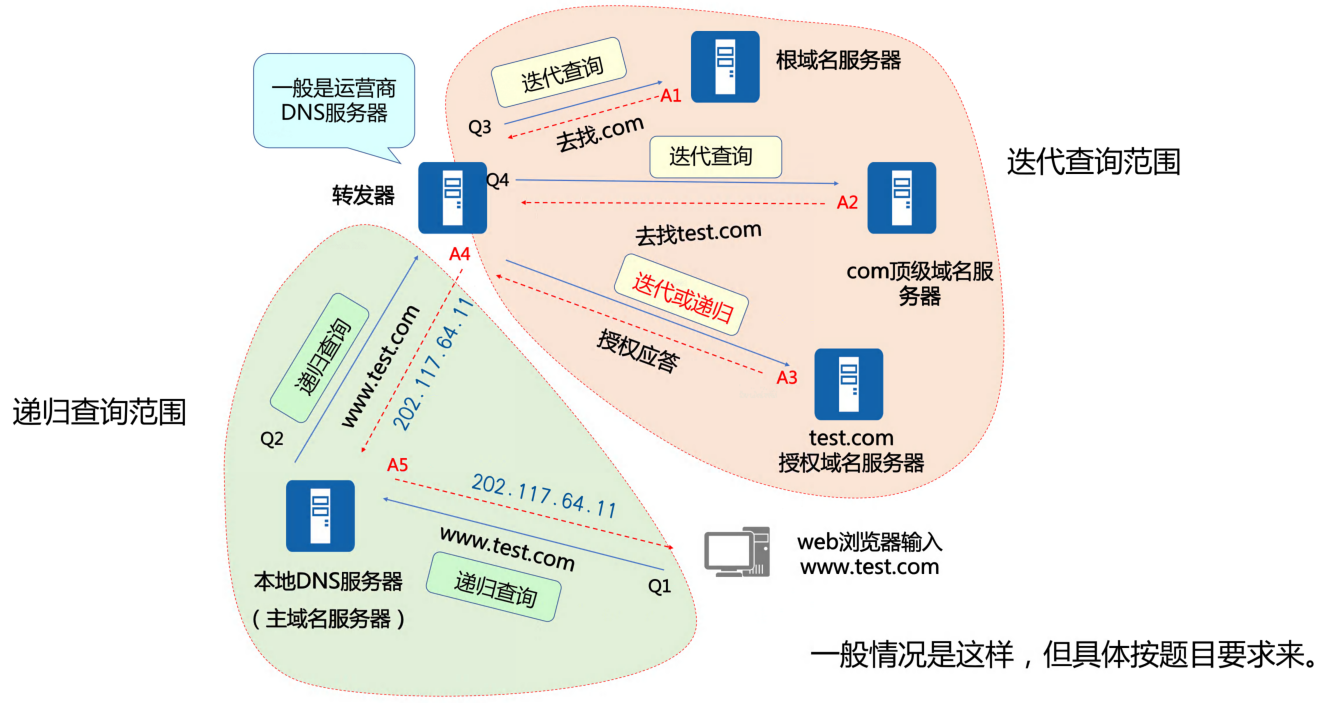 一般是运营商
DNS服务器
迭代查询
根域名服务器
A1
Q3
去找.com
迭代查询
迭代查询范围
转发器
Q4
A2
去找test.com
com顶级域名服
务器
A4
迭代或递归
授权应答
A3
test.com
授权域名服务器
递归查询
www.test.com
202.117.64.11
递归查询范围
Q2
A5
202.117.64.11
www.test.com
递归查询
Q1
web浏览器输入
www.test.com
本地DNS服务器
（主域名服务器）
一般情况是这样，但具体按题目要求来。